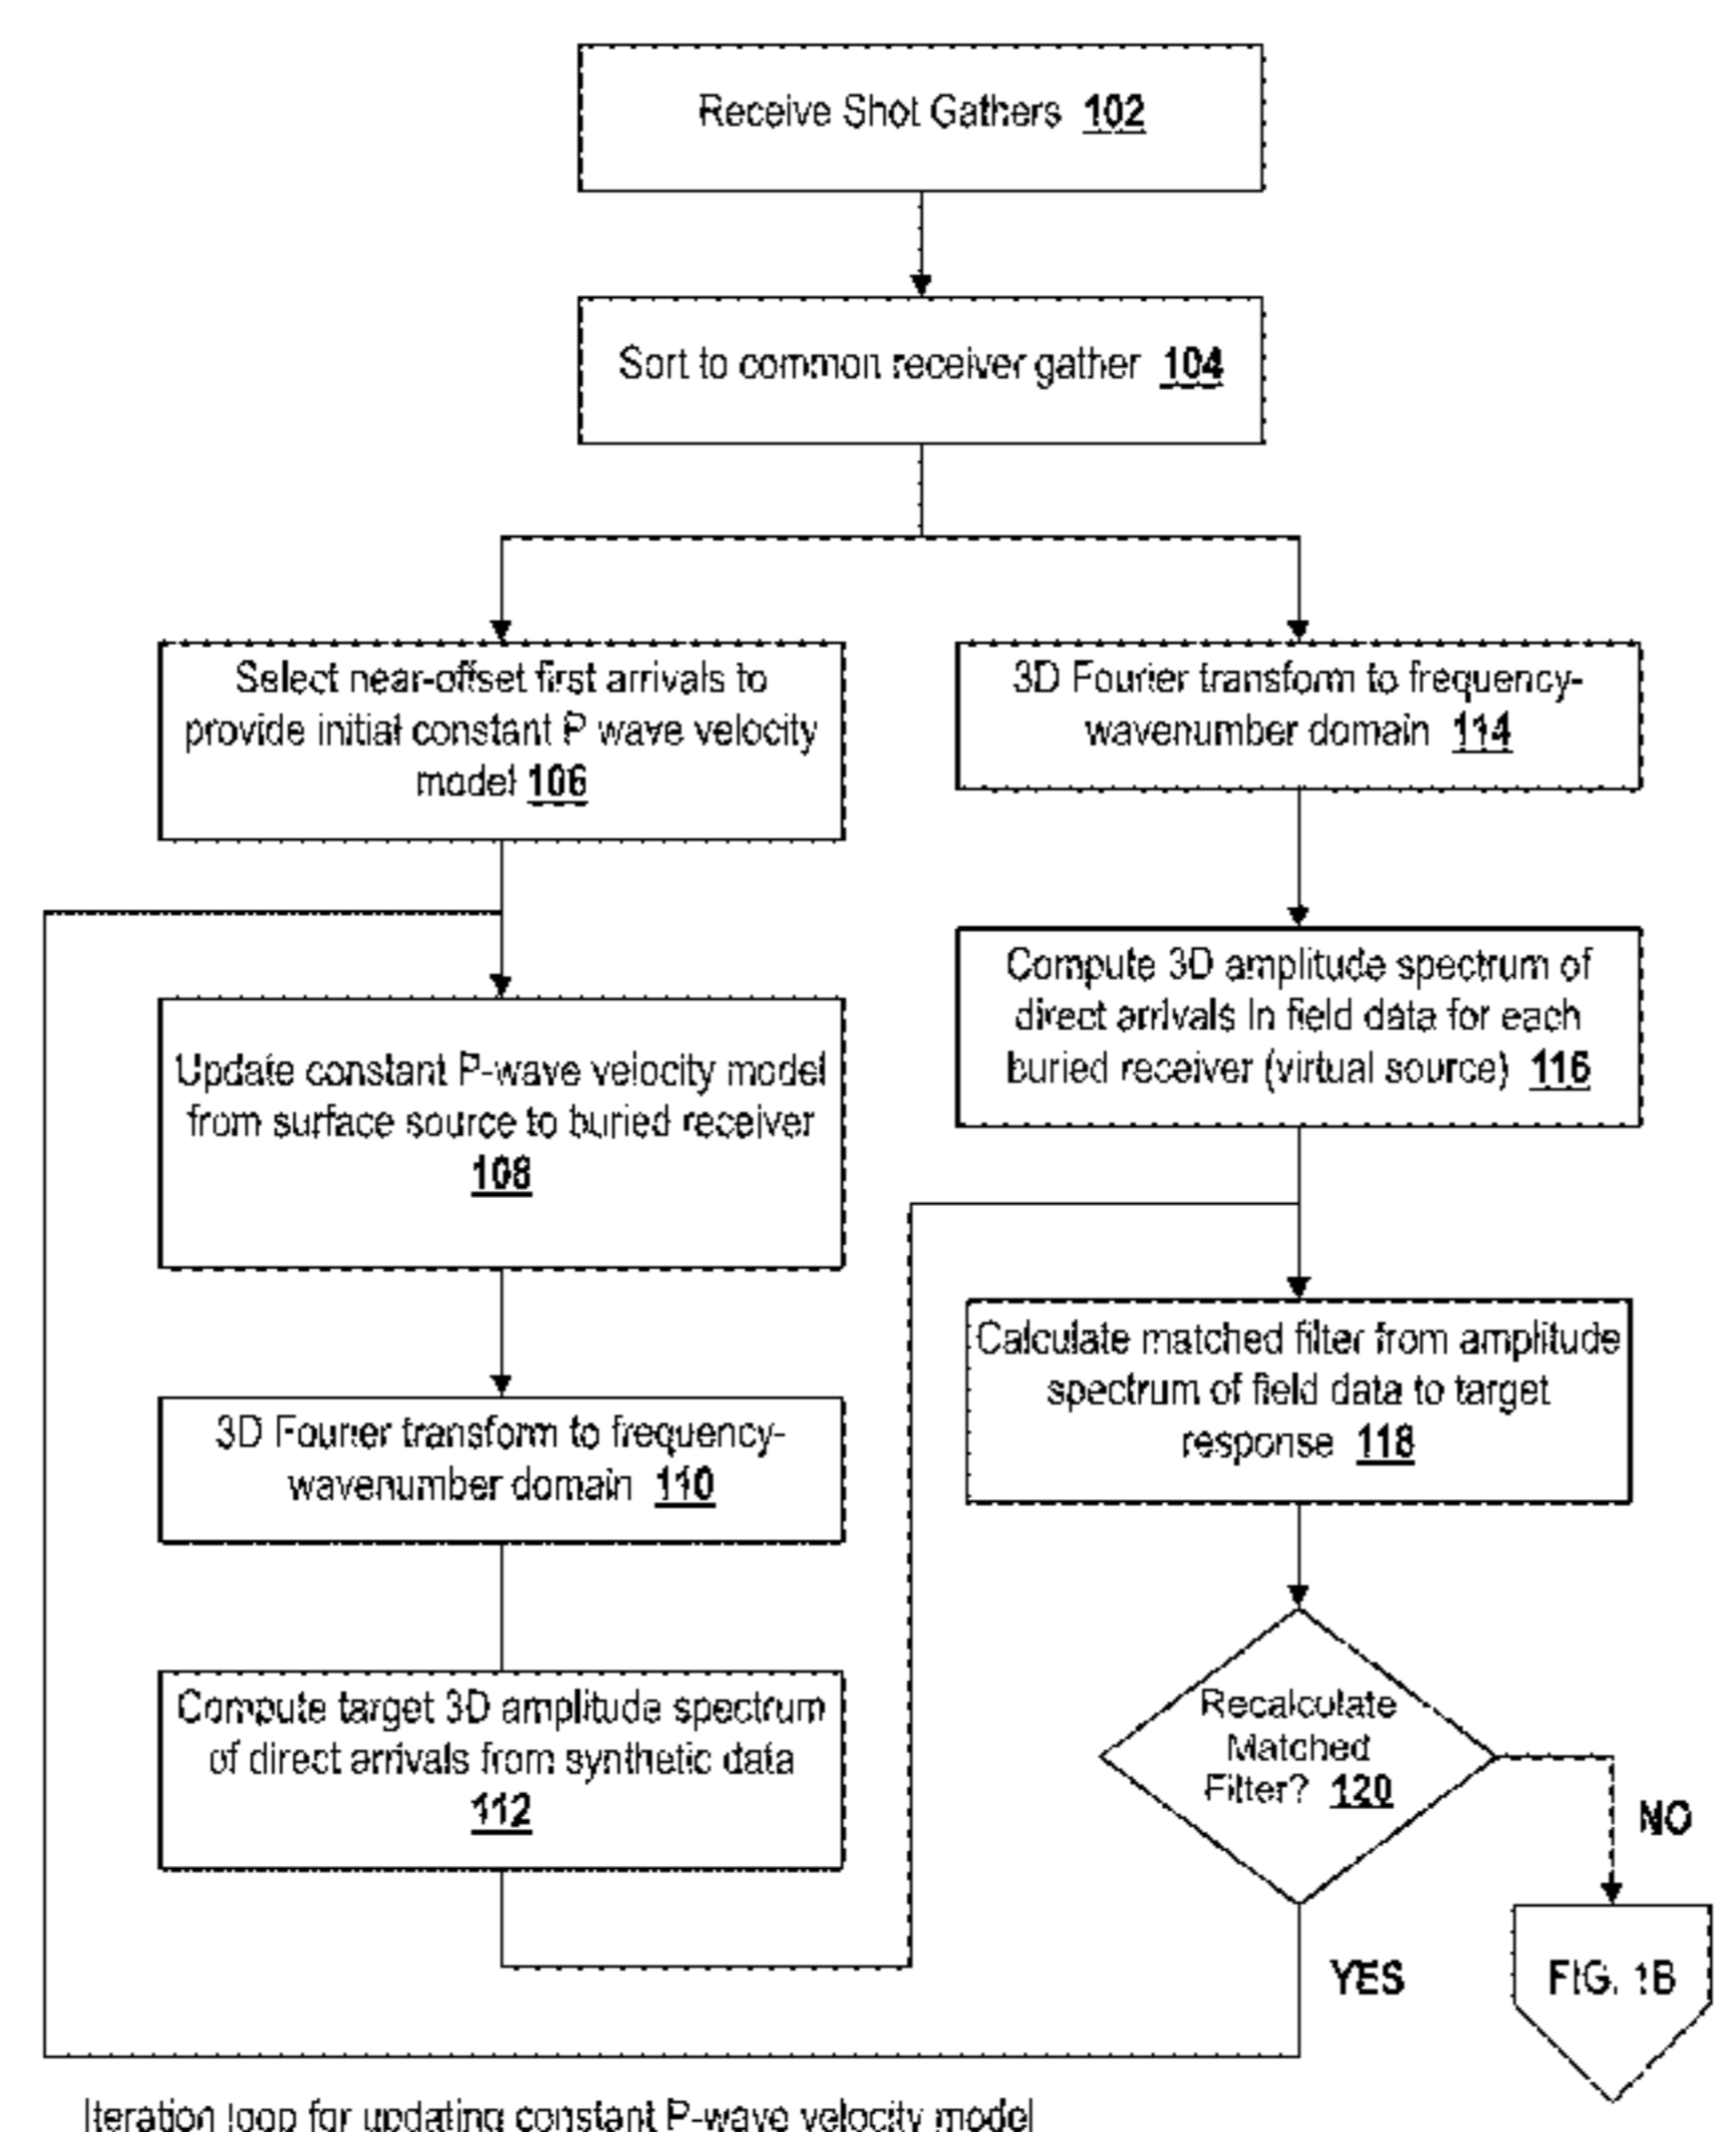 Receive Shot Gathers 102
Sort to common receiver gather 104
Select near-offset first arrivals to
provide initial constant P wave velocity
model 106
3D Fourier transform to frequency-
wavenumber domain 114
Compute 3D amplitude spectrum of
direct arrivals in field data for each
buried receiver (virtual source) 116
Update constant P-wave velocity model
from surface source to buried receiver
108
Calculate matched filter from amplitude
spectrum of field data to target
response 118
3D Fourier transform to frequency-
wavenumber domain 110
Compute target 3D amplitude spectrum
of direct arrivals from synthetic data
112
Recalculate
Matched
Filter? 120
NO
YES
FIG. 1B
Iteration loop for updating constant P-wave velocity model